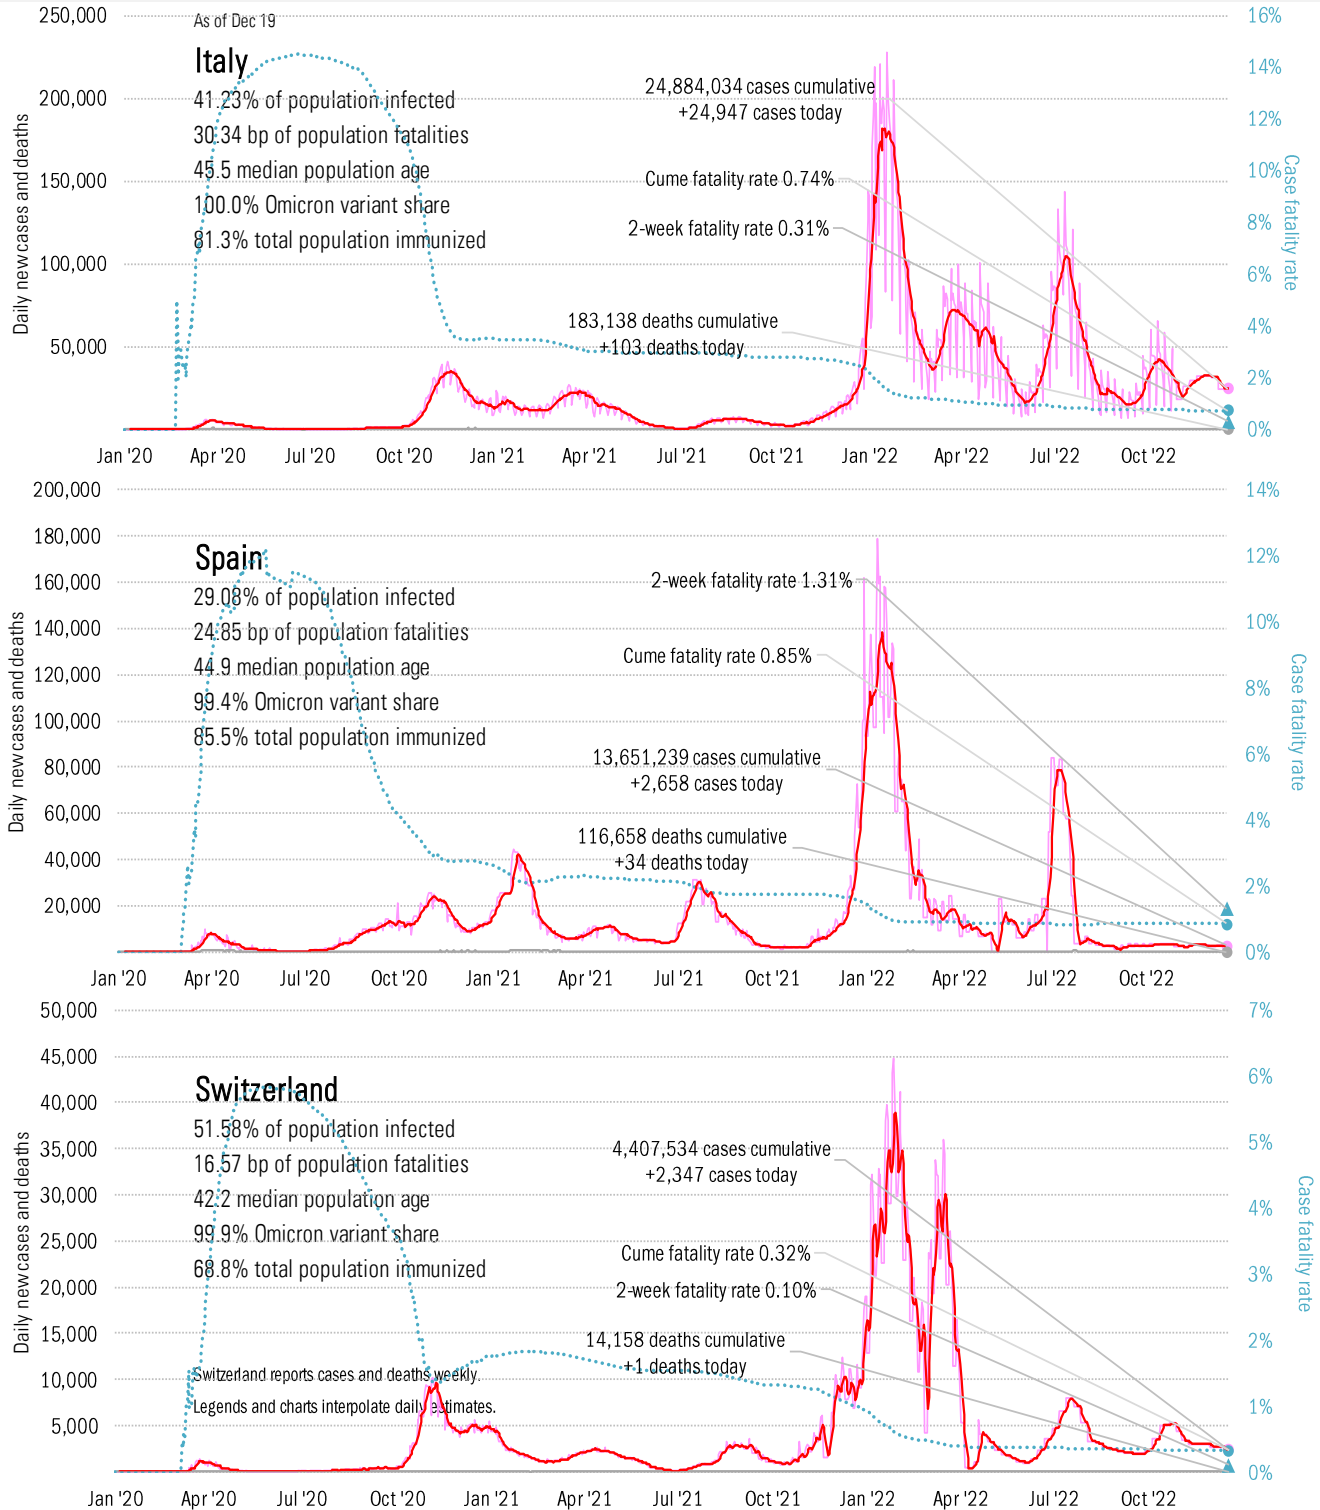 250,000
As of Dec 19
16%
Italy
14%
41.23% of population infected
24,884,034 cases cumulative
200,000
+24,947 cases today
12%
30.34 bp of population fatalities
45.5 median population age
10%
150,000
Cume fatality rate 0.74%
100.0% Omicron variant share
2-week fatality rate 0.31%
8%
81.3% total population immunized
100,000
6%
183,138 deaths cumulative
4%
50,000
+103 deaths today
2%
0%
Daily new cases and deaths
Case fatality rate
Jan '20 Apr '20 Jul '20 Oct '20 Jan '21 Apr '21 Jul '21 Oct '21 Jan '22 Apr '22 Jul '22 Oct '22
200,000
14%
180,000
Spain
12%
160,000
2-week fatality rate 1.31%
29.08% of population infected
140,000
24.85 bp of population fatalities
10%
Cume fatality rate 0.85%
44.9 median population age
120,000
8%
99.4% Omicron variant share
100,000
85.5% total population immunized
13,651,239 cases cumulative
6%
80,000
+2,658 cases today
60,000
4%
116,658 deaths cumulative
40,000
+34 deaths today
2%
20,000
0%
Daily new cases and deaths
Case fatality rate
Jan '20 Apr '20 Jul '20 Oct '20 Jan '21 Apr '21 Jul '21 Oct '21 Jan '22 Apr '22 Jul '22 Oct '22
50,000
7%
45,000
6%
Switzerland
40,000
51.58% of population infected
5%
35,000
4,407,534 cases cumulative
16.57 bp of population fatalities
+2,347 cases today
30,000
42.2 median population age
4%
99.9% Omicron variant share
25,000
Cume fatality rate 0.32%
68.8% total population immunized
3%
20,000
2-week fatality rate 0.10%
15,000
14,158 deaths cumulative
2%
+1 deaths today
Switzerland reports cases and deaths weekly.
10,000
Legends and charts interpolate daily estimates.
1%
5,000
0%
Daily new cases and deaths
Case fatality rate
Jan '20 Apr '20 Jul '20 Oct '20 Jan '21 Apr '21 Jul '21 Oct '21 Jan '22 Apr '22 Jul '22 Oct '22